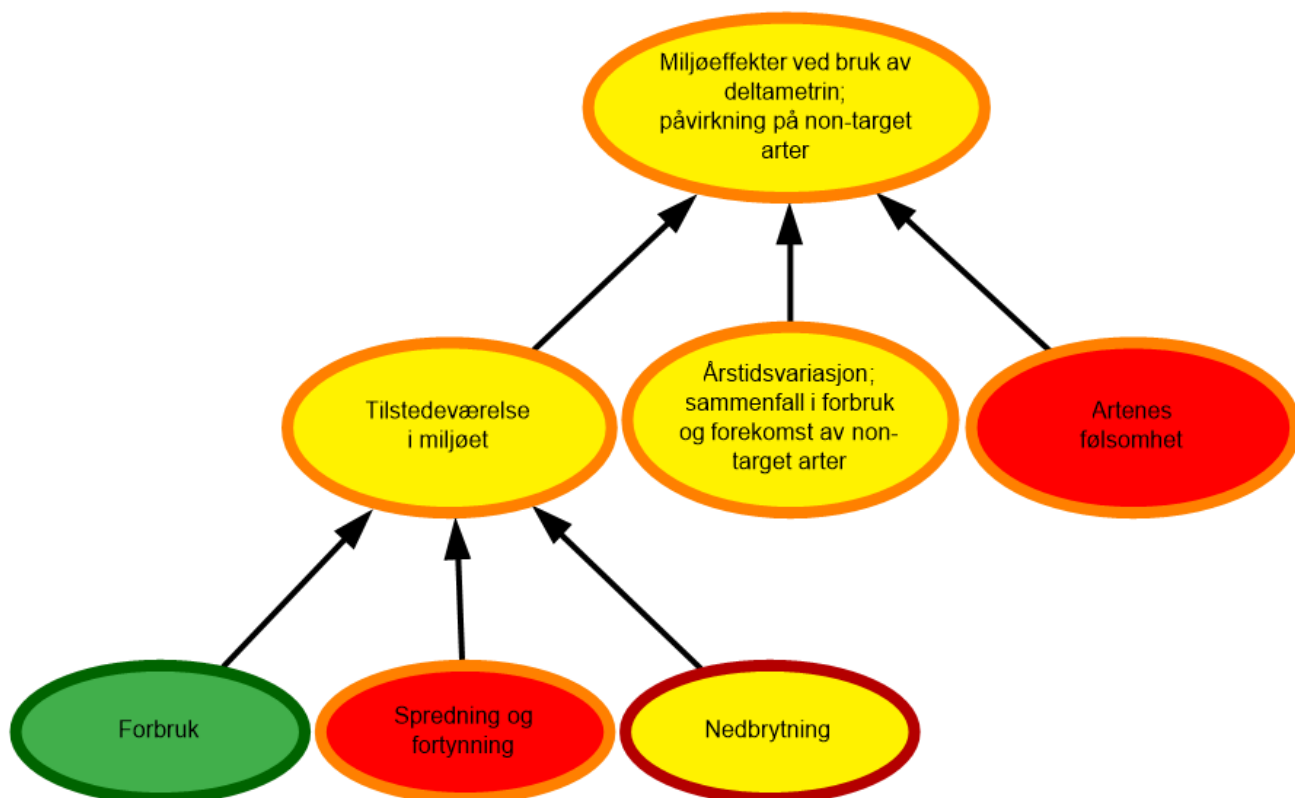 Miljøeffekter ved bruk av
deltametrin;
påvirkning på non-target
arter
Tilstedeværelse
i miljøet
Årstidsvariasjon;
sammenfall i forbruk
og forekomst av non-
target arter
Artenes
følsomhet
Forbruk
Spredning og
fortynning
Nedbrytning